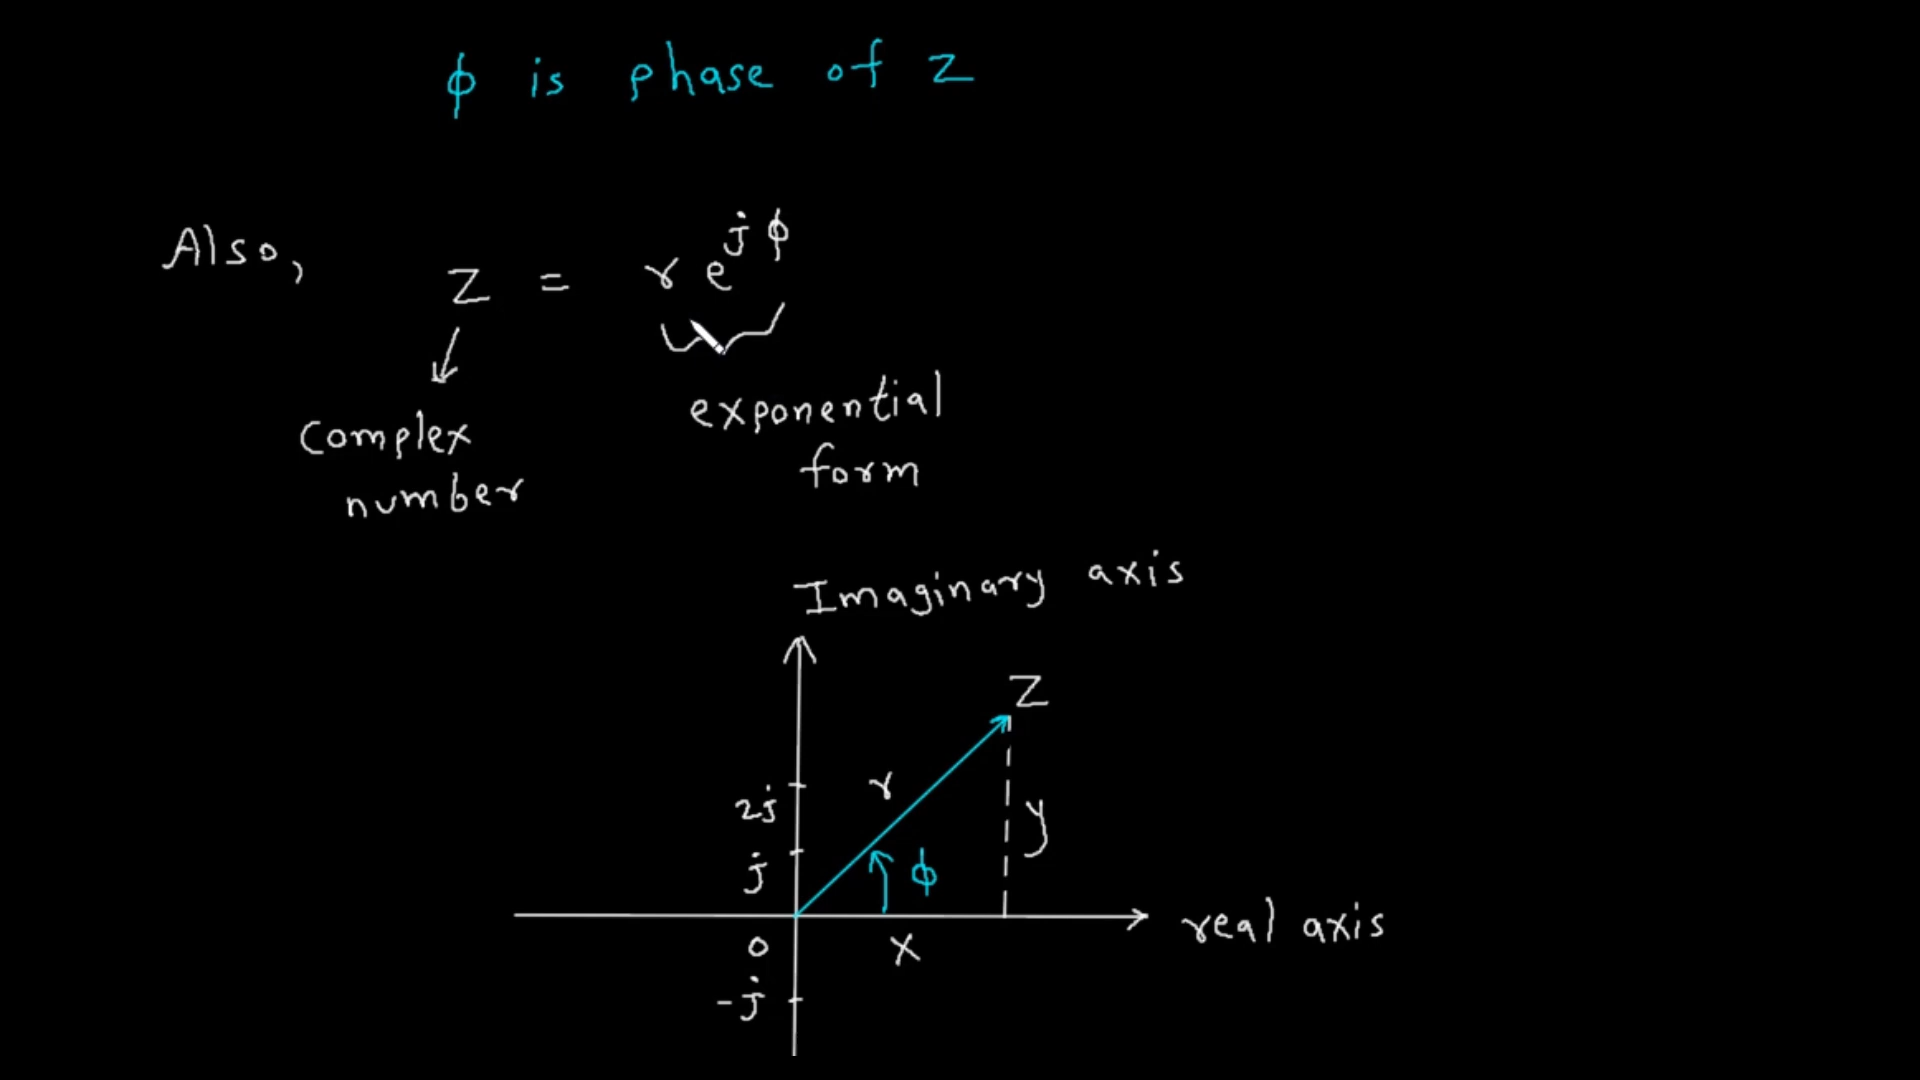 ϕ is phase of z
Also, z = r e^{jϕ}
Complex number
exponential form
Imaginary axis
z
r
2j
y
j
ϕ
real axis
0
x
-j